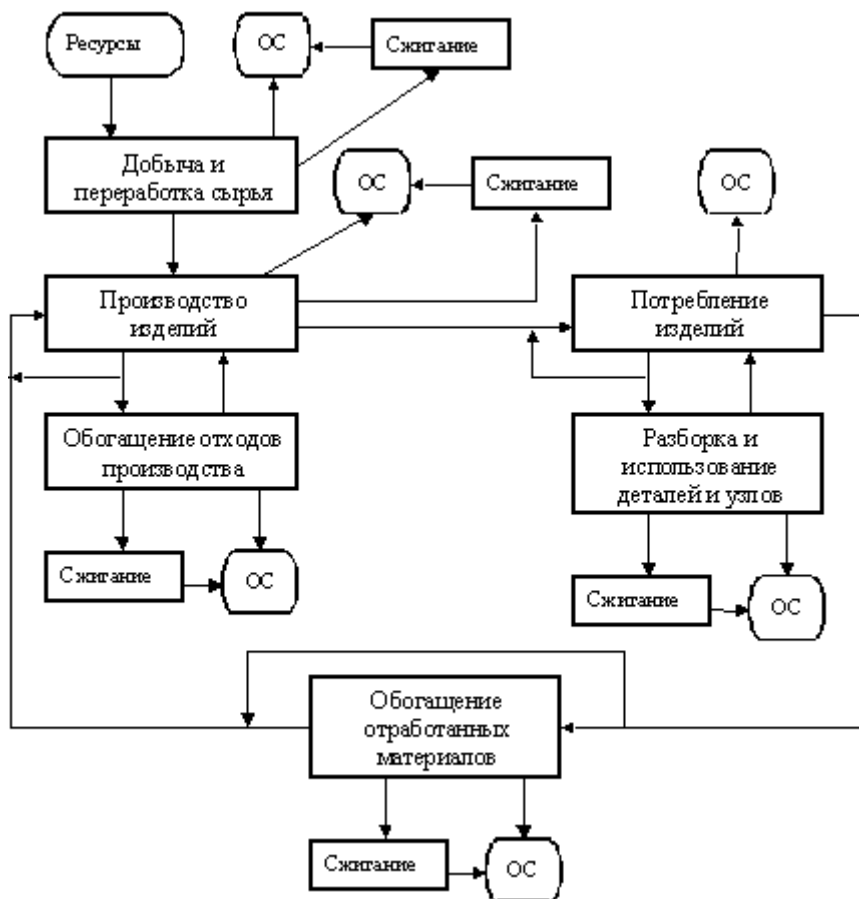 Ресурсы
ОС
Сжигание
Добыча и
переработка сырья
ОС
Сжигание
ОС
Производство
изделий
Потребление
изделий
Обогащение отходов
производства
Разборка и
использование
деталей и узлов
Сжигание
ОС
Сжигание
ОС
Обогащение
отработанных
материалов
Сжигание
ОС